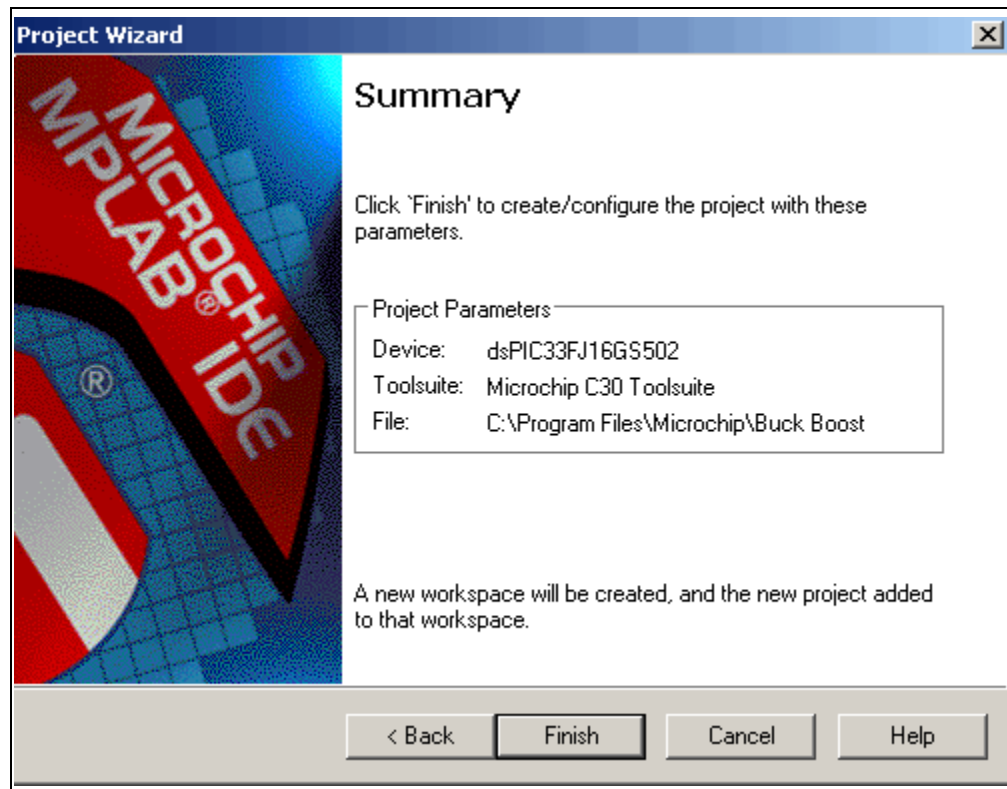 Project Wizard
MICROCHIP
MPLAB® IDE
®
Summary
Click `Finish' to create/configure the project with these
parameters.
Project Parameters
Device: dsPIC33FJ16GS502
Toolsuite: Microchip C30 Toolsuite
File: C:\Program Files\Microchip\Buck Boost
A new workspace will be created, and the new project added
to that workspace.
< Back Finish Cancel Help